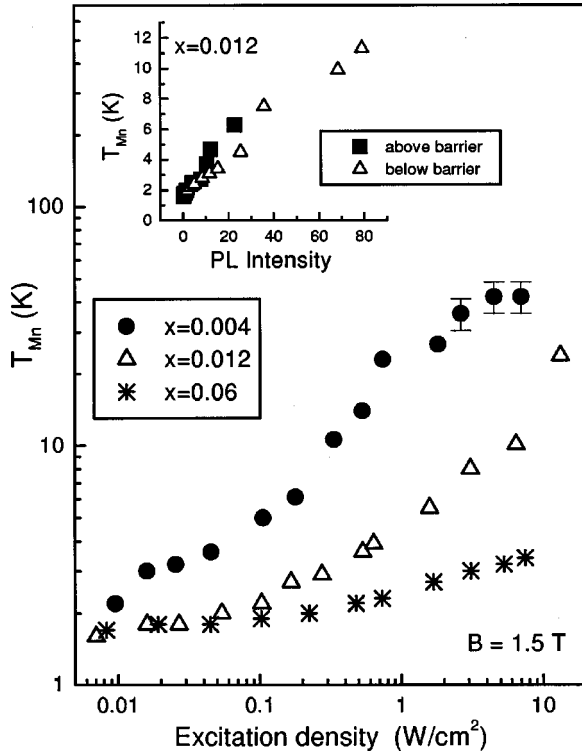 12
10
8
6
4
2
0
T_Mn (K)
x=0.012
0 20 40 60 80
PL Intensity
above barrier
below barrier
100
10
1
T_Mn (K)
x=0.004
x=0.012
x=0.06
B = 1.5 T
0.01 0.1 1 10
Excitation density (W/cm²)